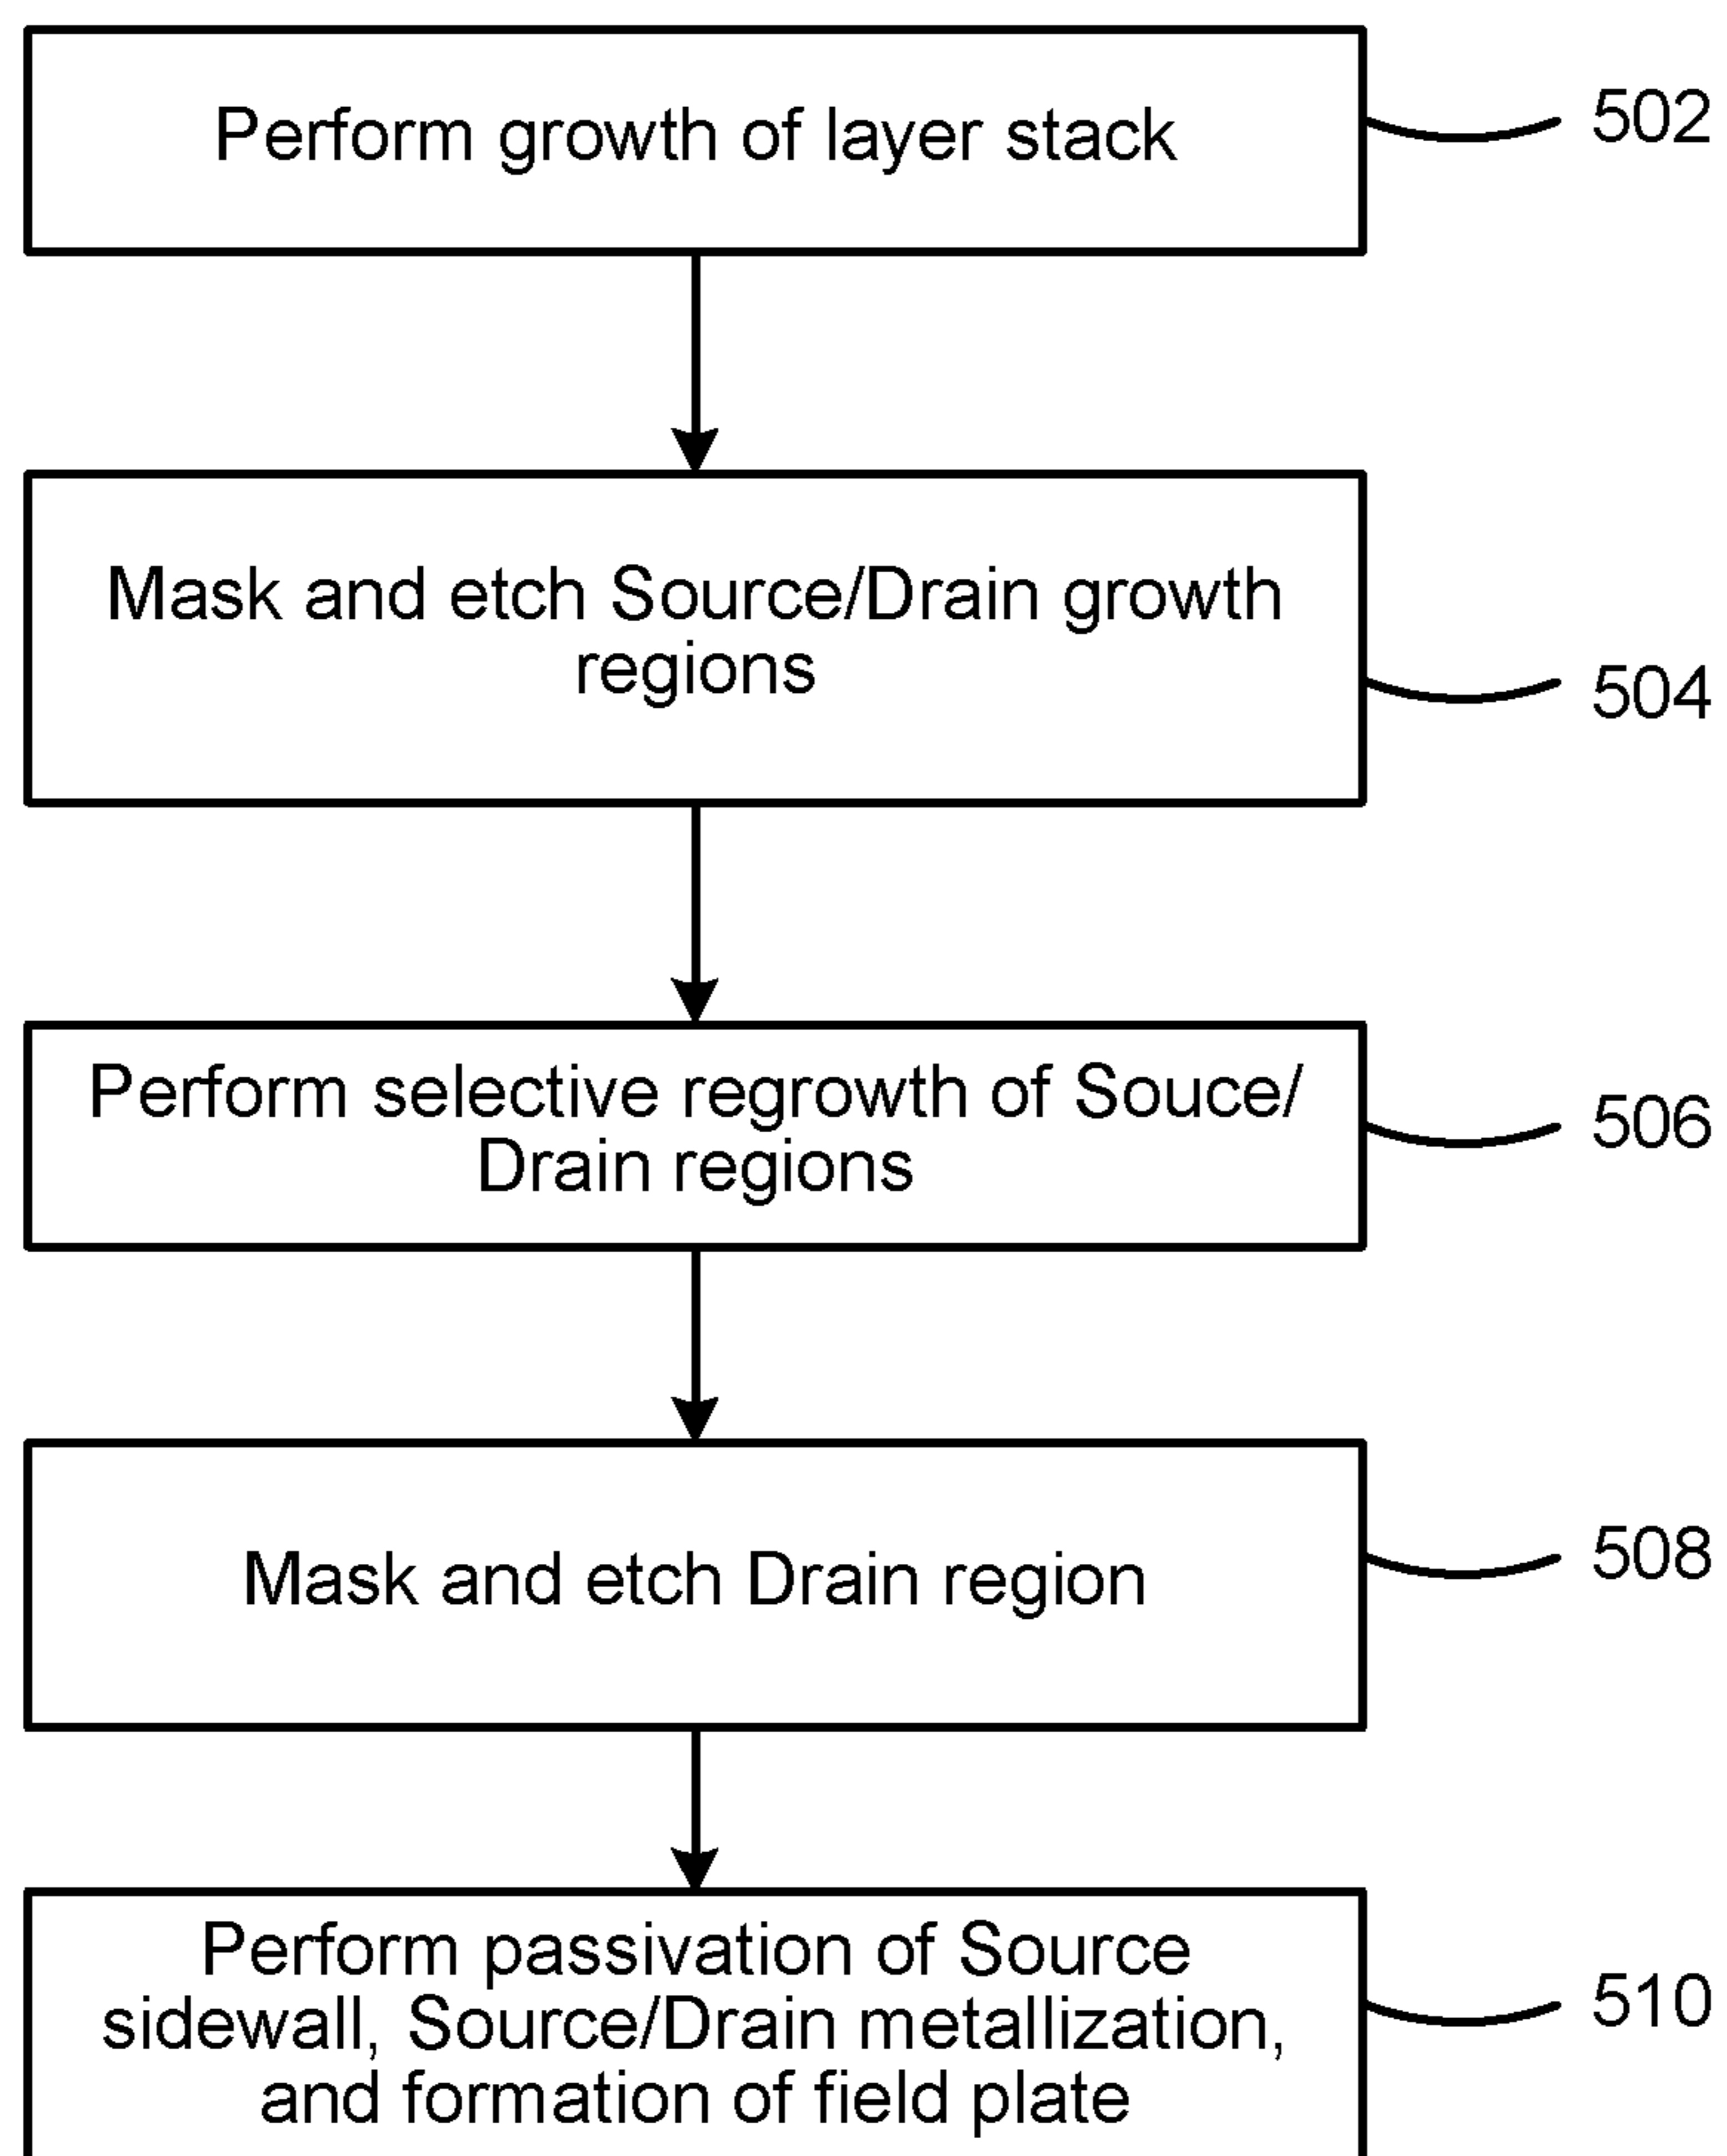 Perform growth of layer stack
502
Mask and etch Source/Drain growth
regions
504
Perform selective regrowth of Souce/
Drain regions
506
Mask and etch Drain region
508
Perform passivation of Source
sidewall, Source/Drain metallization,
and formation of field plate
510